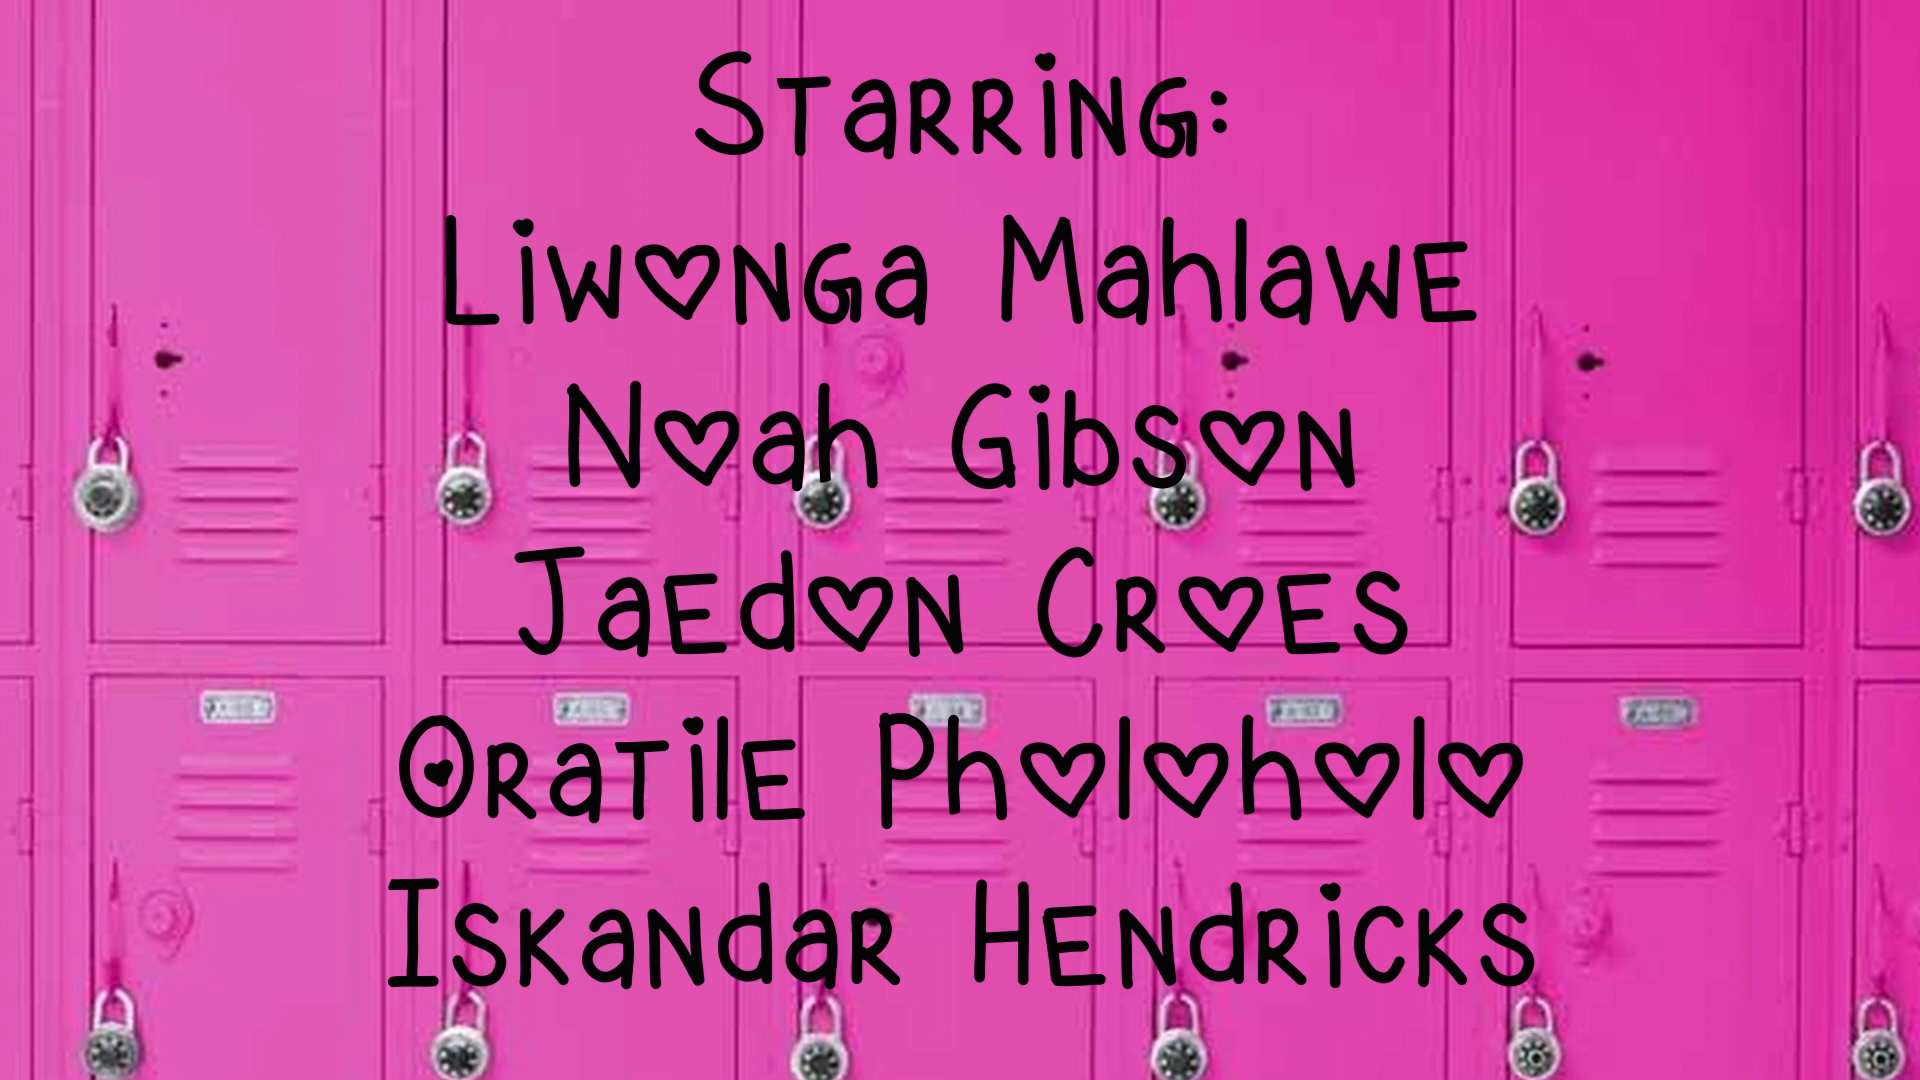 Starring:
Liwonga Mahlawe
Noah Gibson
Jaedon Croes
Oratile Pholoholo
Iskandar Hendricks